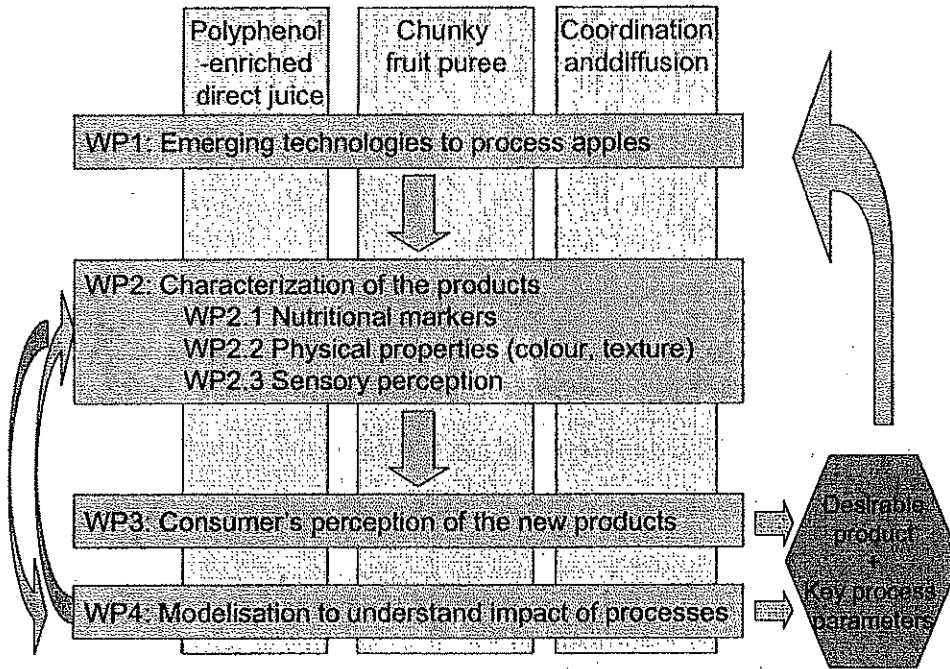 Polyphenol
-enriched
direct juice
Chunky
fruit puree
Coordination
anddiffusion
WP1: Emerging technologies to process apples
WP2: Characterization of the products
WP2.1 Nutritional markers
WP2.2 Physical properties (colour, texture)
WP2.3 Sensory perception
WP3: Consumer's perception of the new products
WP4: Modelisation to understand impact of processes
Desirable
product
+
Key process
parameters